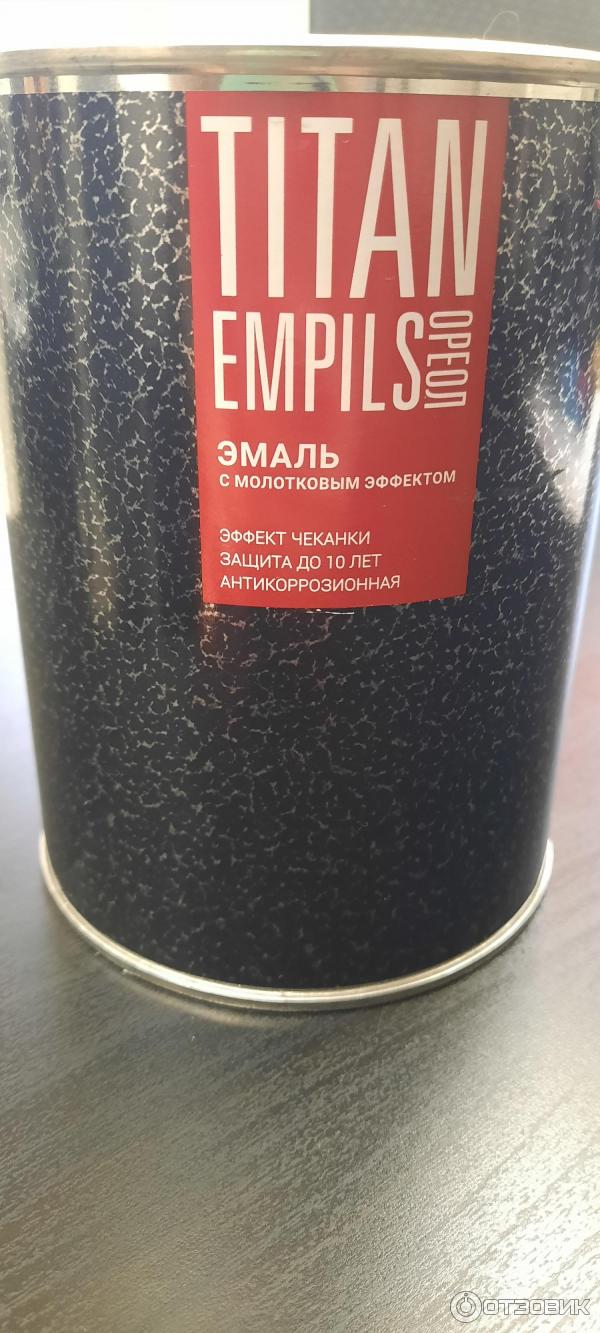 TITAN
EMPILS ОРЕОЛ
ЭМАЛЬ
С МОЛОТКОВЫМ ЭФФЕКТОМ
ЭФФЕКТ ЧЕКАНКИ
ЗАЩИТА ДО 10 ЛЕТ
АНТИКОРРОЗИОННАЯ
ОТЗОВИК